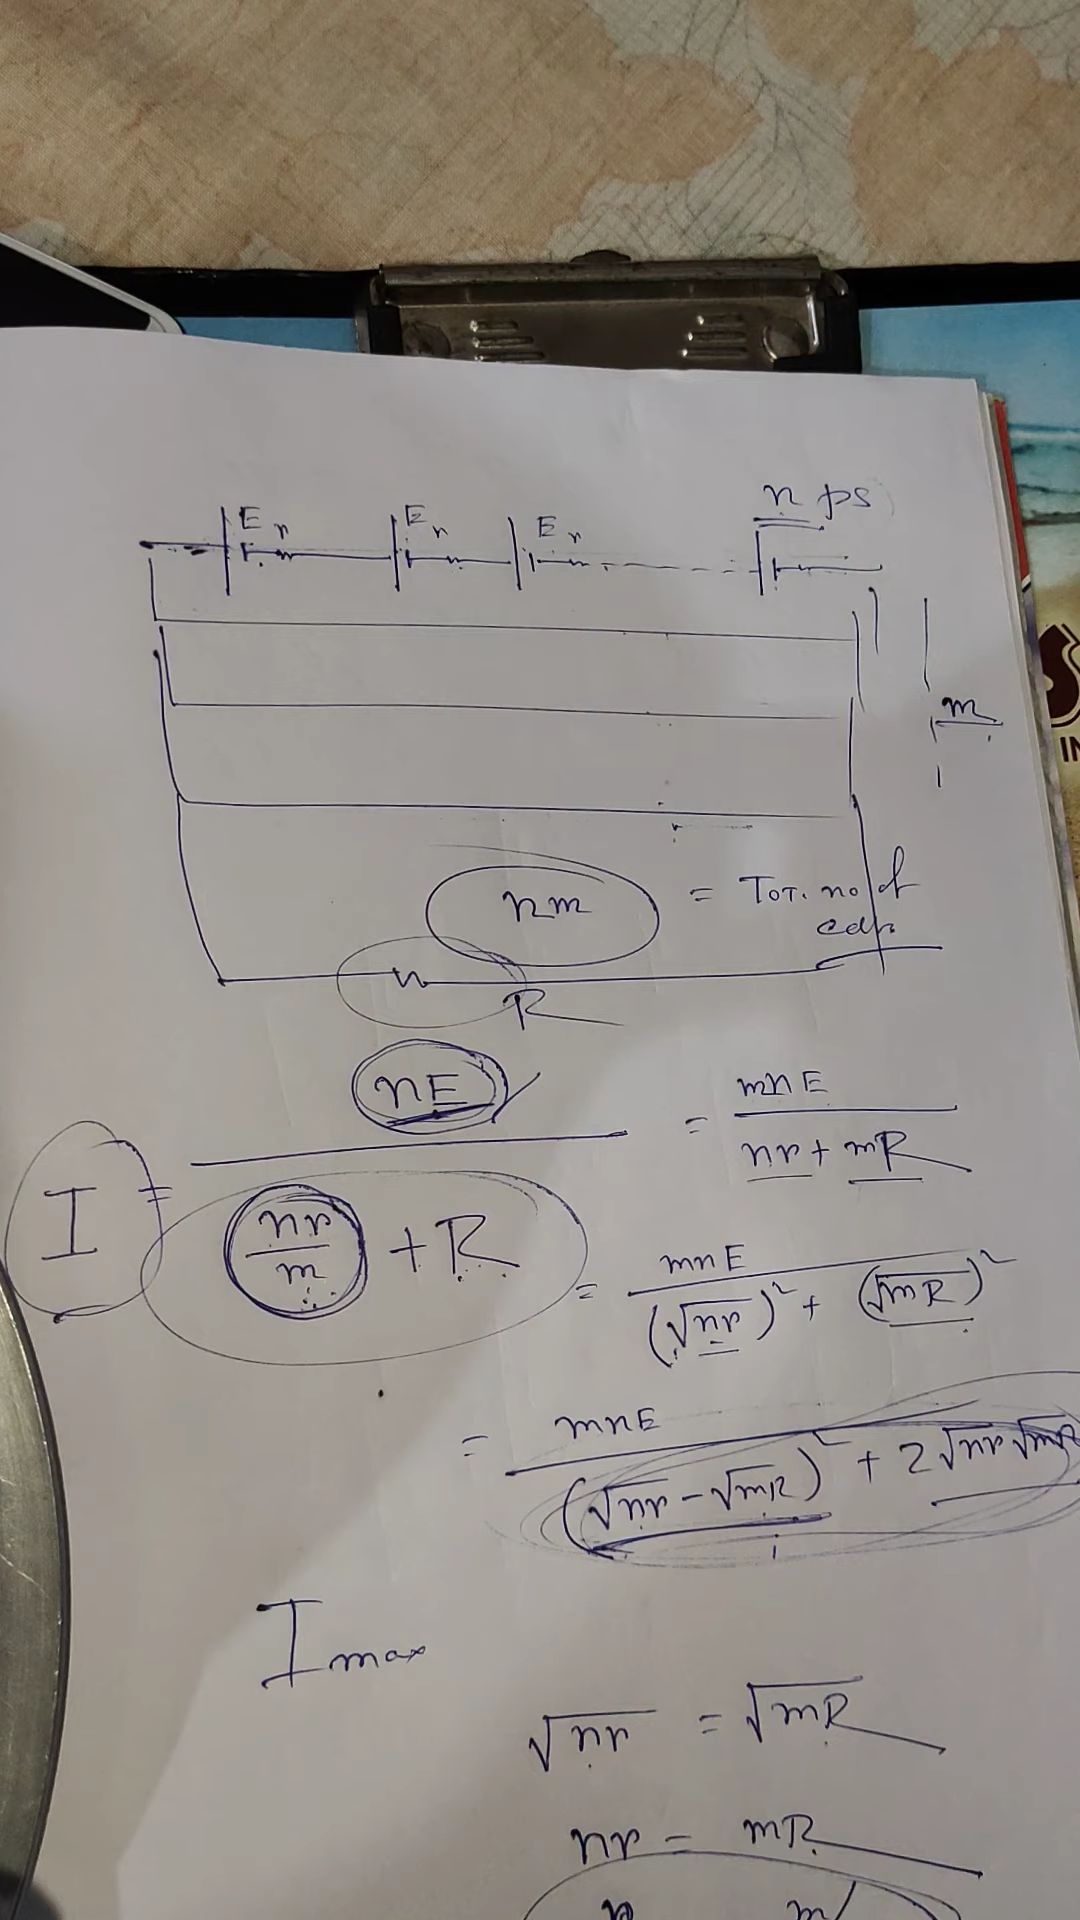 n ps
E r E r E r
m
nm = TOT. no of
cells
R
I = nE / (nr/m + R) = mnE / (nr + mR)
= mnE / ((√nr)² + (√mR)²)
= mnE / ((√nr - √mR)² + 2√nr √mR)
I max
√nr = √mR
nr = mR
n m